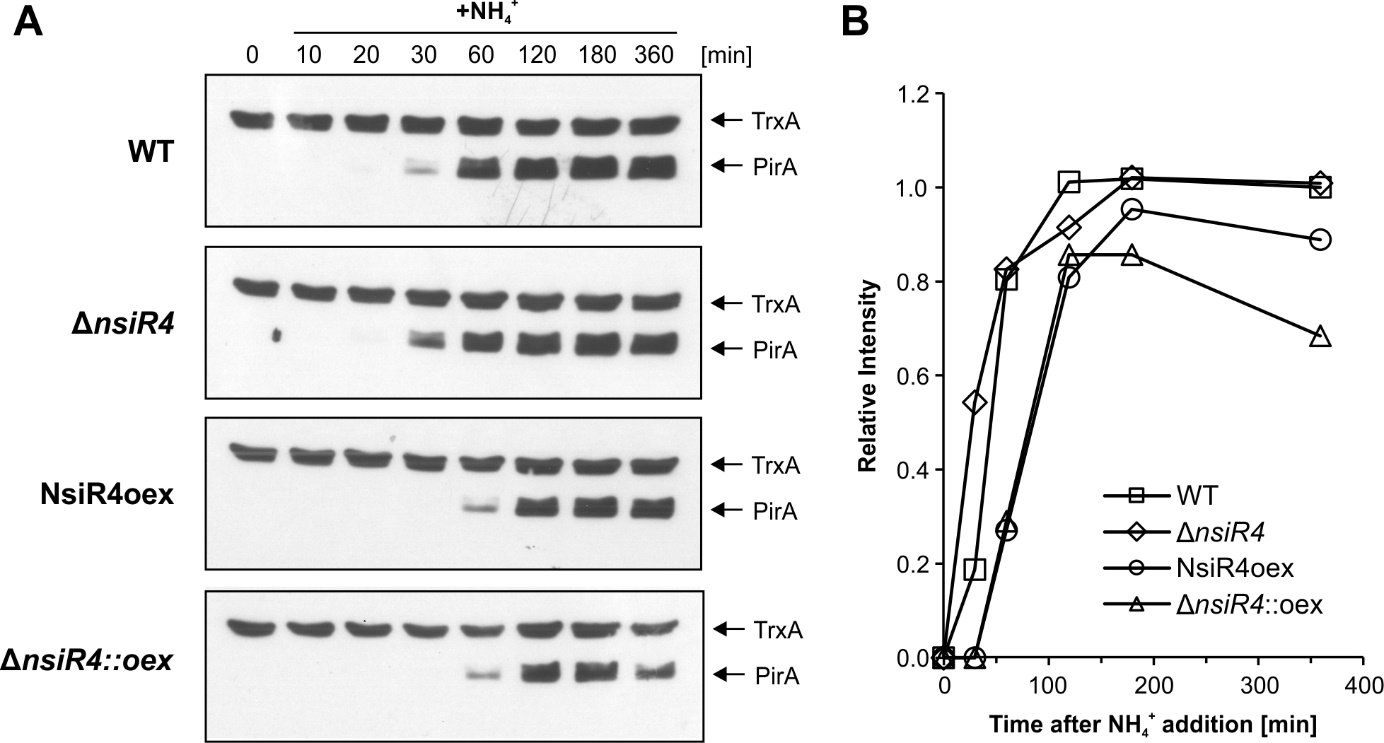 A
+NH₄⁺
0 10 20 30 60 120 180 360 [min]
WT
TrxA
PirA
ΔnsiR4
TrxA
PirA
NsiR4oex
TrxA
PirA
ΔnsiR4::oex
TrxA
PirA
B
1.2
1.0
0.8
0.6
0.4
0.2
0.0
Relative Intensity
WT
ΔnsiR4
NsiR4oex
ΔnsiR4::oex
0 100 200 300 400
Time after NH₄⁺ addition [min]